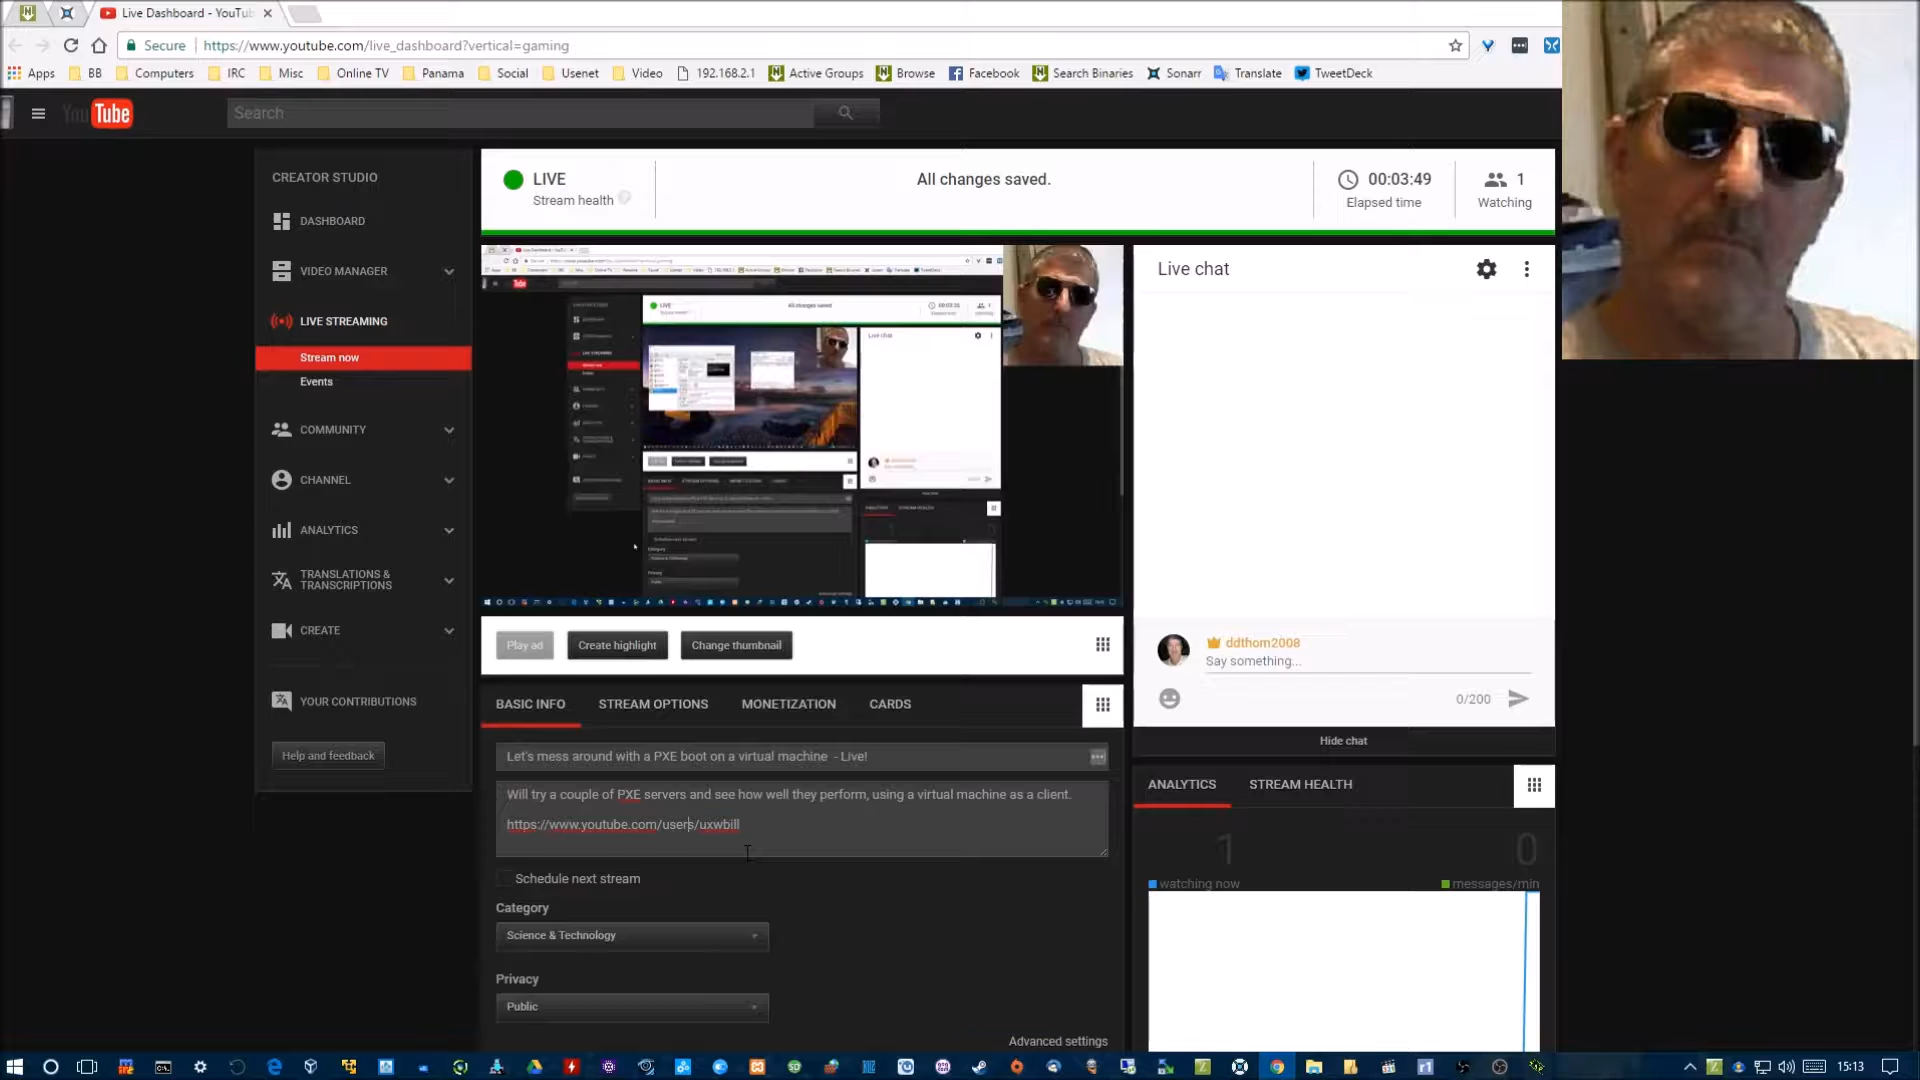 Live Dashboard - YouTu
Secure https://www.youtube.com/live_dashboard?vertical=gaming
Apps BB Computers IRC Misc Online TV Panama Social Usenet Video 192.168.2.1 Active Groups Browse Facebook Search Binaries Sonarr Translate TweetDeck
YouTube
Search
CREATOR STUDIO
DASHBOARD
VIDEO MANAGER
LIVE STREAMING
Stream now
Events
COMMUNITY
CHANNEL
ANALYTICS
TRANSLATIONS &
TRANSCRIPTIONS
CREATE
YOUR CONTRIBUTIONS
Help and feedback
LIVE
Stream health
All changes saved.
00:03:49
Elapsed time
1
Watching
Live chat
ddthom2008
Say something...
0/200
Hide chat
Play ad Create highlight Change thumbnail
BASIC INFO STREAM OPTIONS MONETIZATION CARDS
Let's mess around with a PXE boot on a virtual machine - Live!
Will try a couple of PXE servers and see how well they perform, using a virtual machine as a client.
https://www.youtube.com/users/uxwbill
Schedule next stream
Category
Science & Technology
Privacy
Public
Advanced settings
ANALYTICS STREAM HEALTH
1 0
watching now messages/min
15:13